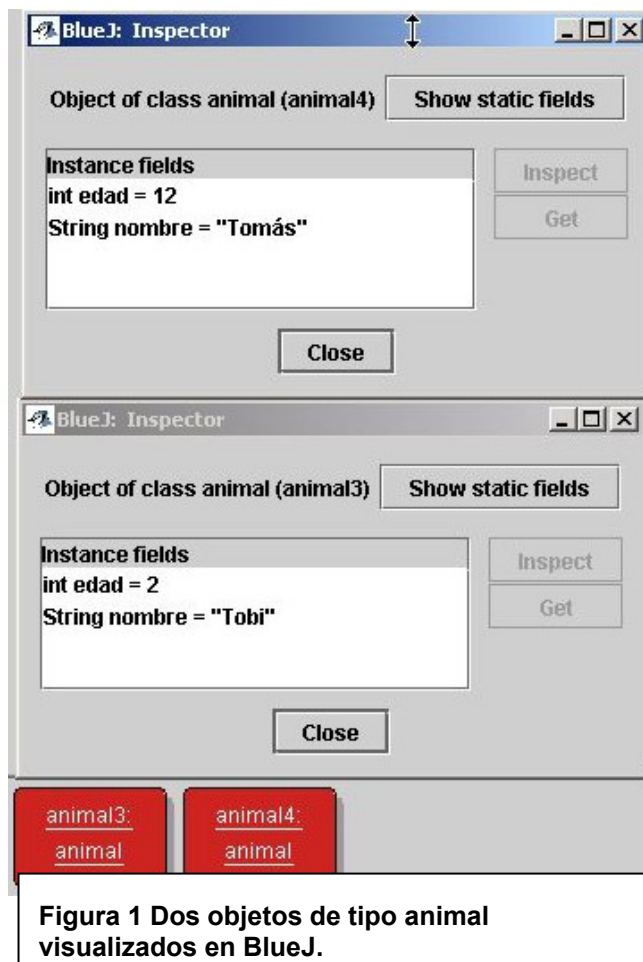 BlueJ: Inspector
Object of class animal (animal4)
Show static fields
Instance fields
int edad = 12
String nombre = "Tomás"
Inspect
Get
Close
BlueJ: Inspector
Object of class animal (animal3)
Show static fields
Instance fields
int edad = 2
String nombre = "Tobi"
Inspect
Get
Close
animal3:
animal
animal4:
animal
Figura 1 Dos objetos de tipo animal
visualizados en BlueJ.